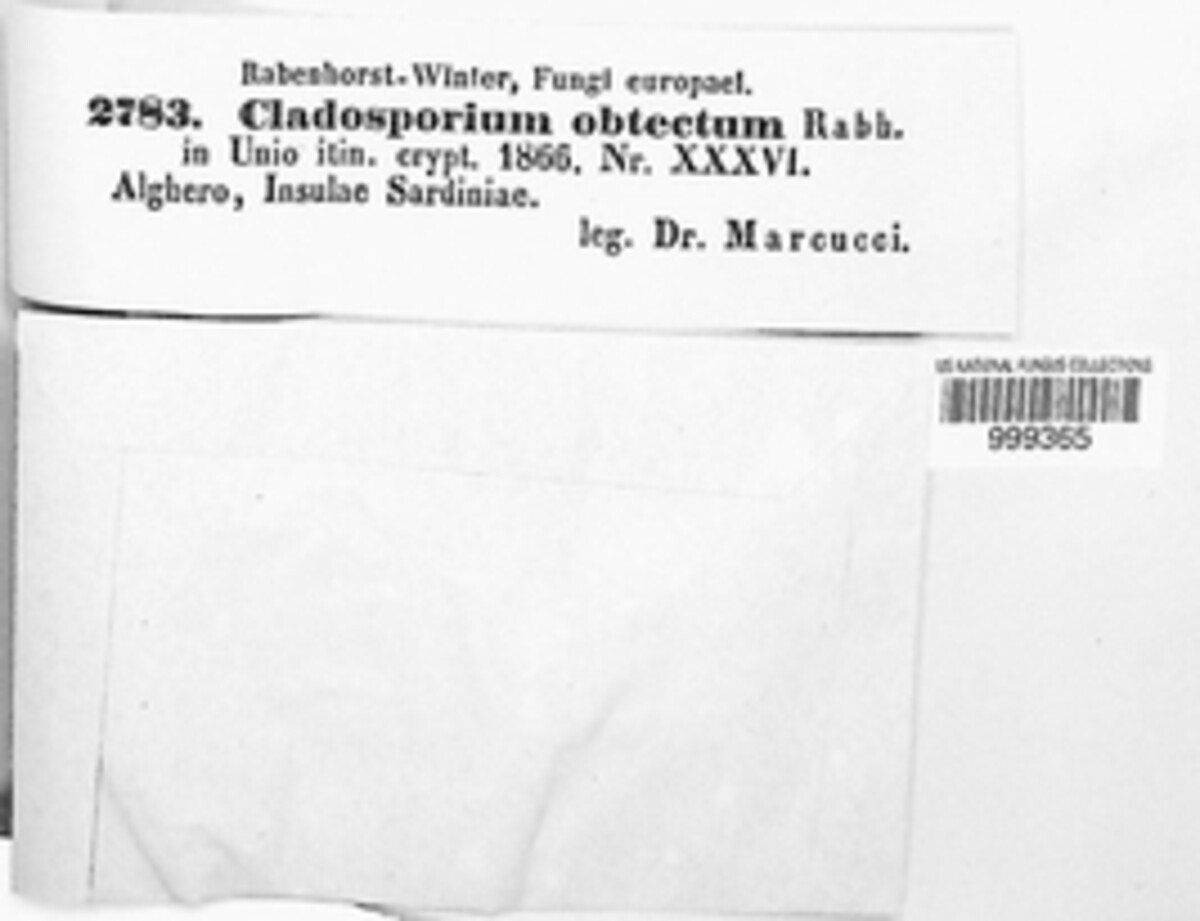 Rabenhorst-Winter, Fungi europaei.
2783. Cladosporium obtectum Rabh.
in Unio itin. crypt. 1866. Nr. XXXVI.
Alghero, Insulae Sardiniae.
leg. Dr. Marcucci.
US NATIONAL FUNGUS COLLECTIONS
999365